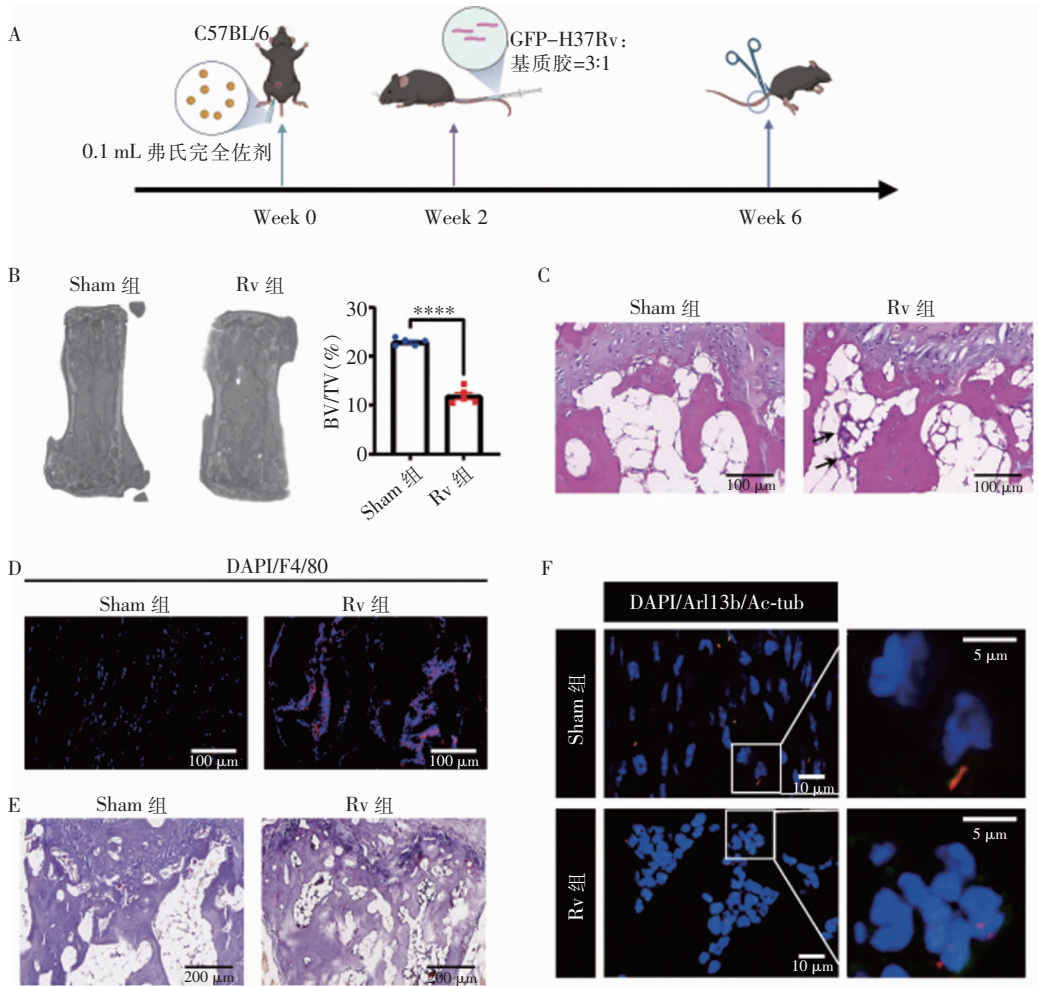 A
C57BL/6
GFP-H37Rv:
基质胶=3:1
0.1 mL 弗氏完全佐剂
Week 0
Week 2
Week 6
B
Sham 组
Rv 组
BV/TV(%)
30
20
10
0
****
Sham 组
Rv 组
C
Sham 组
Rv 组
100 μm
100 μm
D
DAPI/F4/80
Sham 组
Rv 组
100 μm
100 μm
E
Sham 组
Rv 组
200 μm
200 μm
F
DAPI/Arl13b/Ac-tub
Sham 组
10 μm
5 μm
Rv 组
10 μm
5 μm